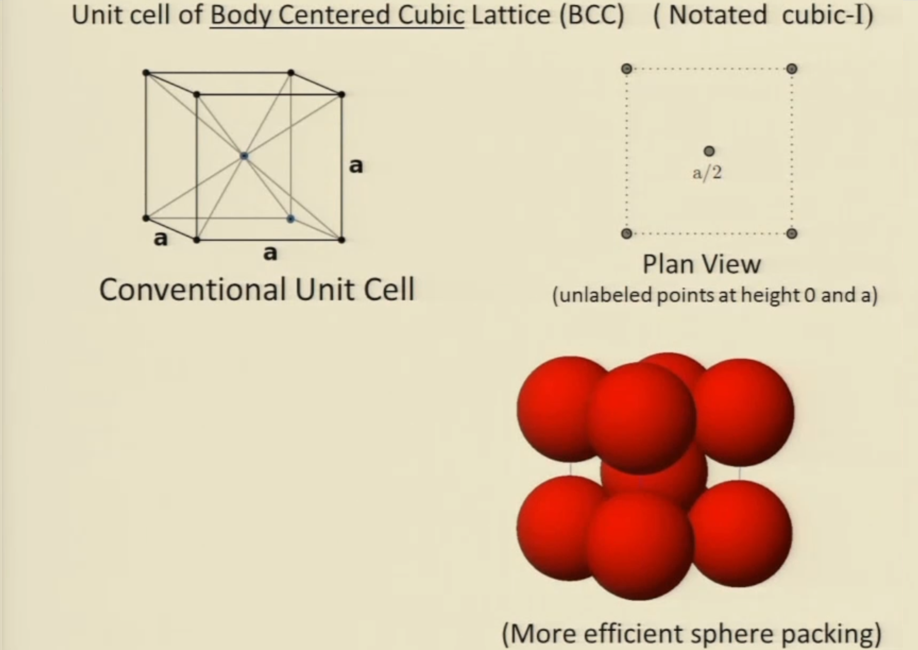 Unit cell of Body Centered Cubic Lattice (BCC) ( Notated cubic-I)
a
a
a
a/2
Conventional Unit Cell
Plan View
(unlabeled points at height 0 and a)
(More efficient sphere packing)